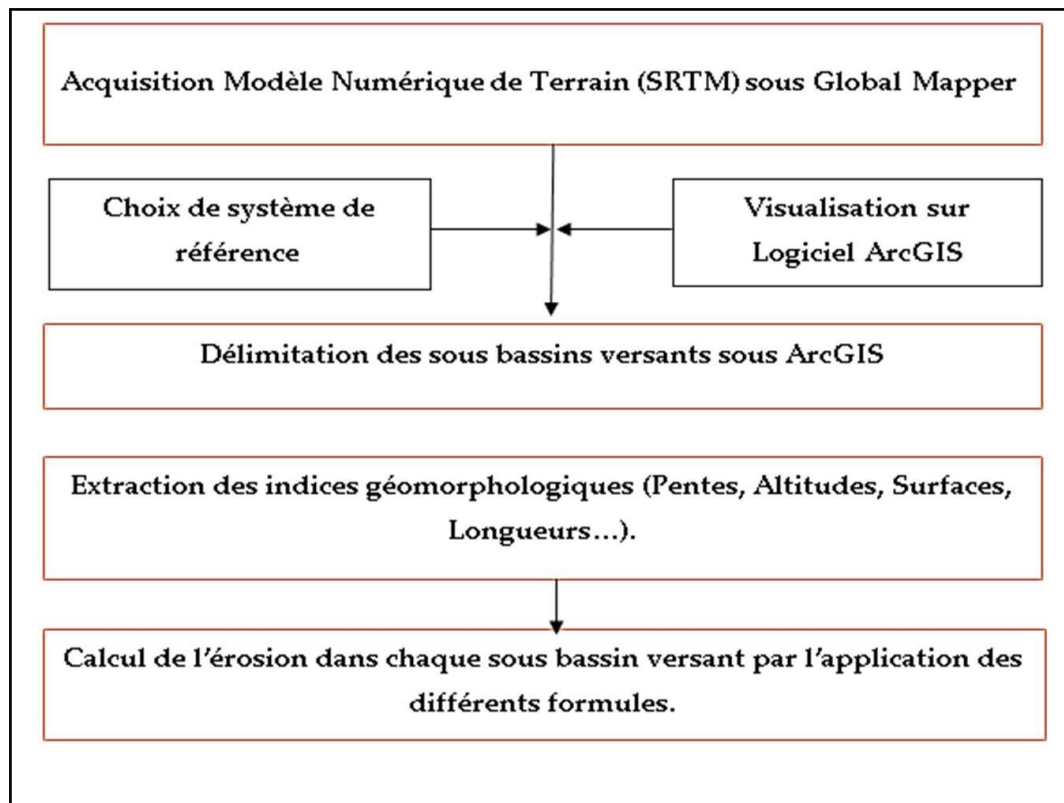 Acquisition Modèle Numérique de Terrain (SRTM) sous Global Mapper
Choix de système de
référence
Visualisation sur
Logiciel ArcGIS
Délimitation des sous bassins versants sous ArcGIS
Extraction des indices géomorphologiques (Pentes, Altitudes, Surfaces,
Longueurs…).
Calcul de l'érosion dans chaque sous bassin versant par l'application des
différents formules.